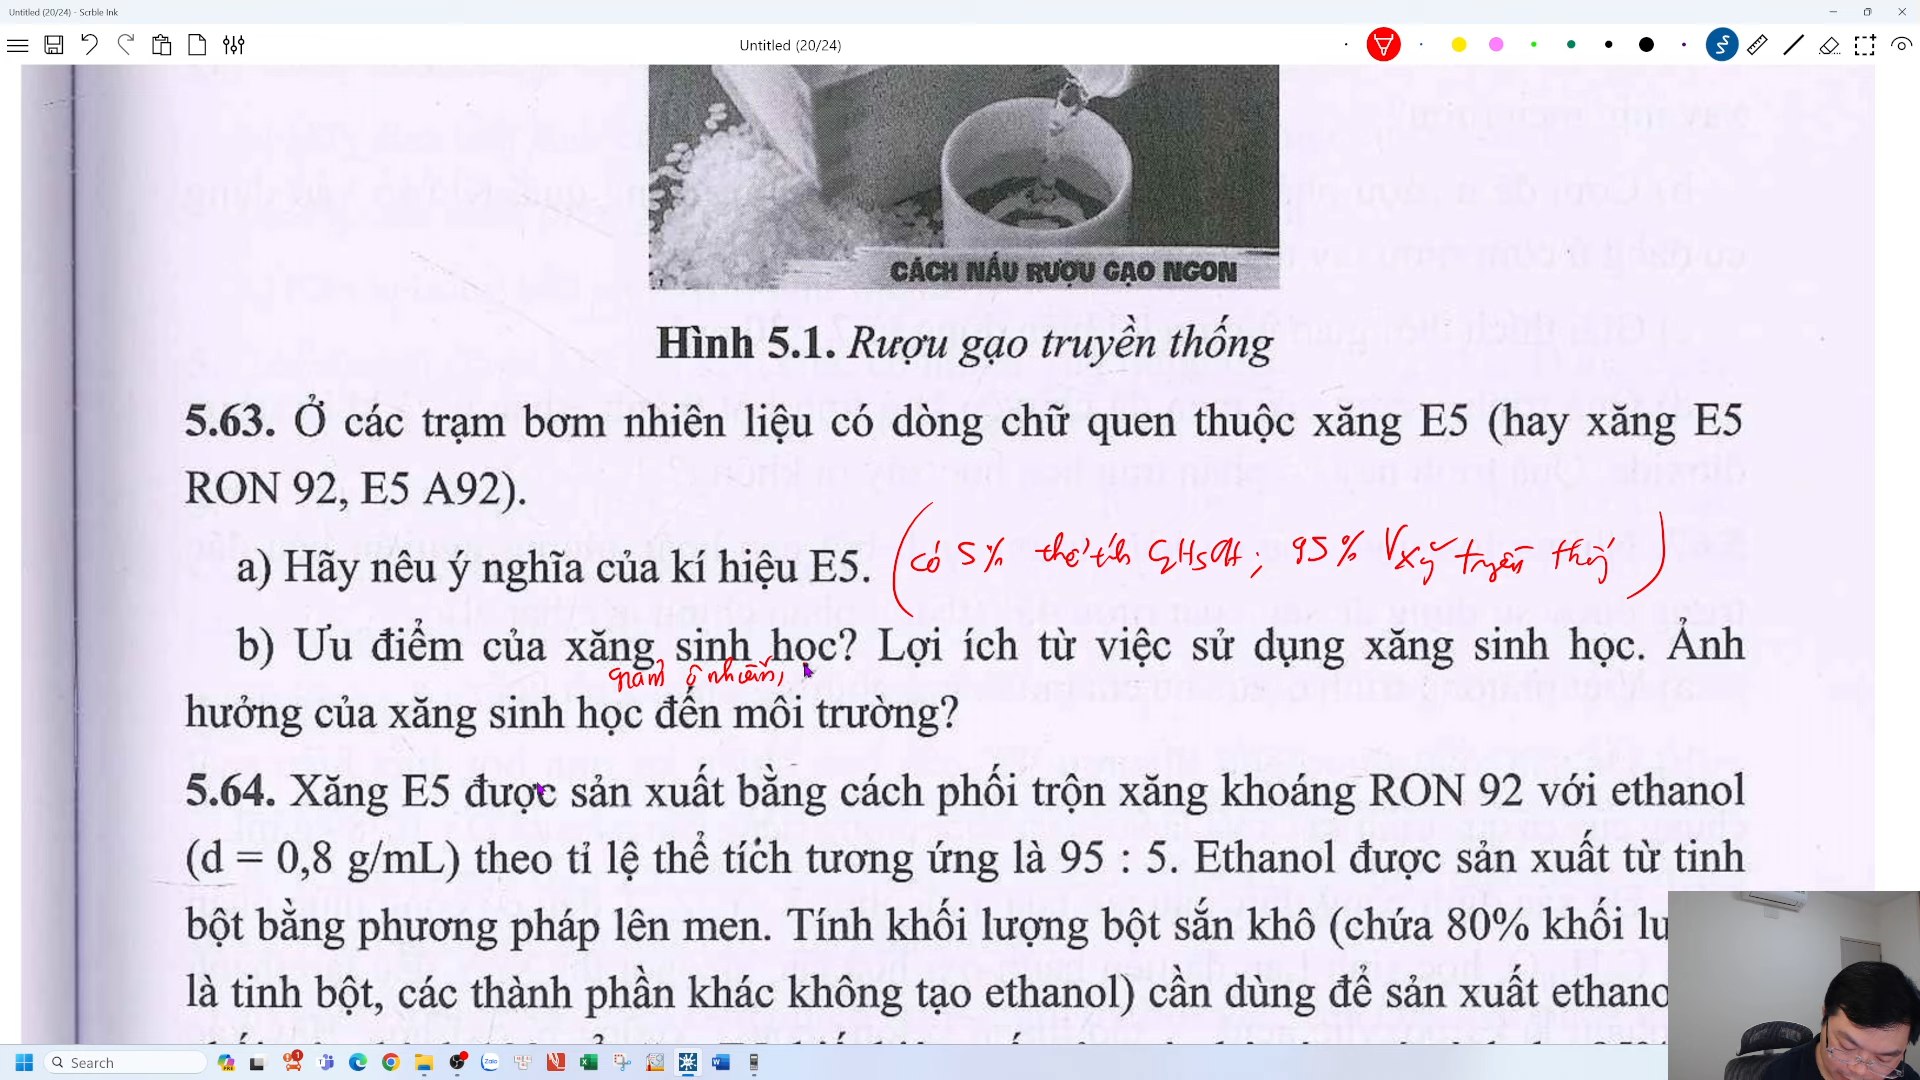 Untitled (20/24) - Scrble Ink
Untitled (20/24)
CÁCH NẤU RƯỢU GẠO NGON
Hình 5.1. Rượu gạo truyền thống
5.63. Ở các trạm bơm nhiên liệu có dòng chữ quen thuộc xăng E5 (hay xăng E5
RON 92, E5 A92).
a) Hãy nêu ý nghĩa của kí hiệu E5. (có 5% thể tích C2H5OH; 95% V xăng truyền thống)
b) Ưu điểm của xăng sinh học? Lợi ích từ việc sử dụng xăng sinh học. Ảnh
giảm ô nhiễm,
hưởng của xăng sinh học đến môi trường?
5.64. Xăng E5 được sản xuất bằng cách phối trộn xăng khoáng RON 92 với ethanol
(d = 0,8 g/mL) theo tỉ lệ thể tích tương ứng là 95 : 5. Ethanol được sản xuất từ tinh
bột bằng phương pháp lên men. Tính khối lượng bột sắn khô (chứa 80% khối lư
là tinh bột, các thành phần khác không tạo ethanol) cần dùng để sản xuất ethano
Search